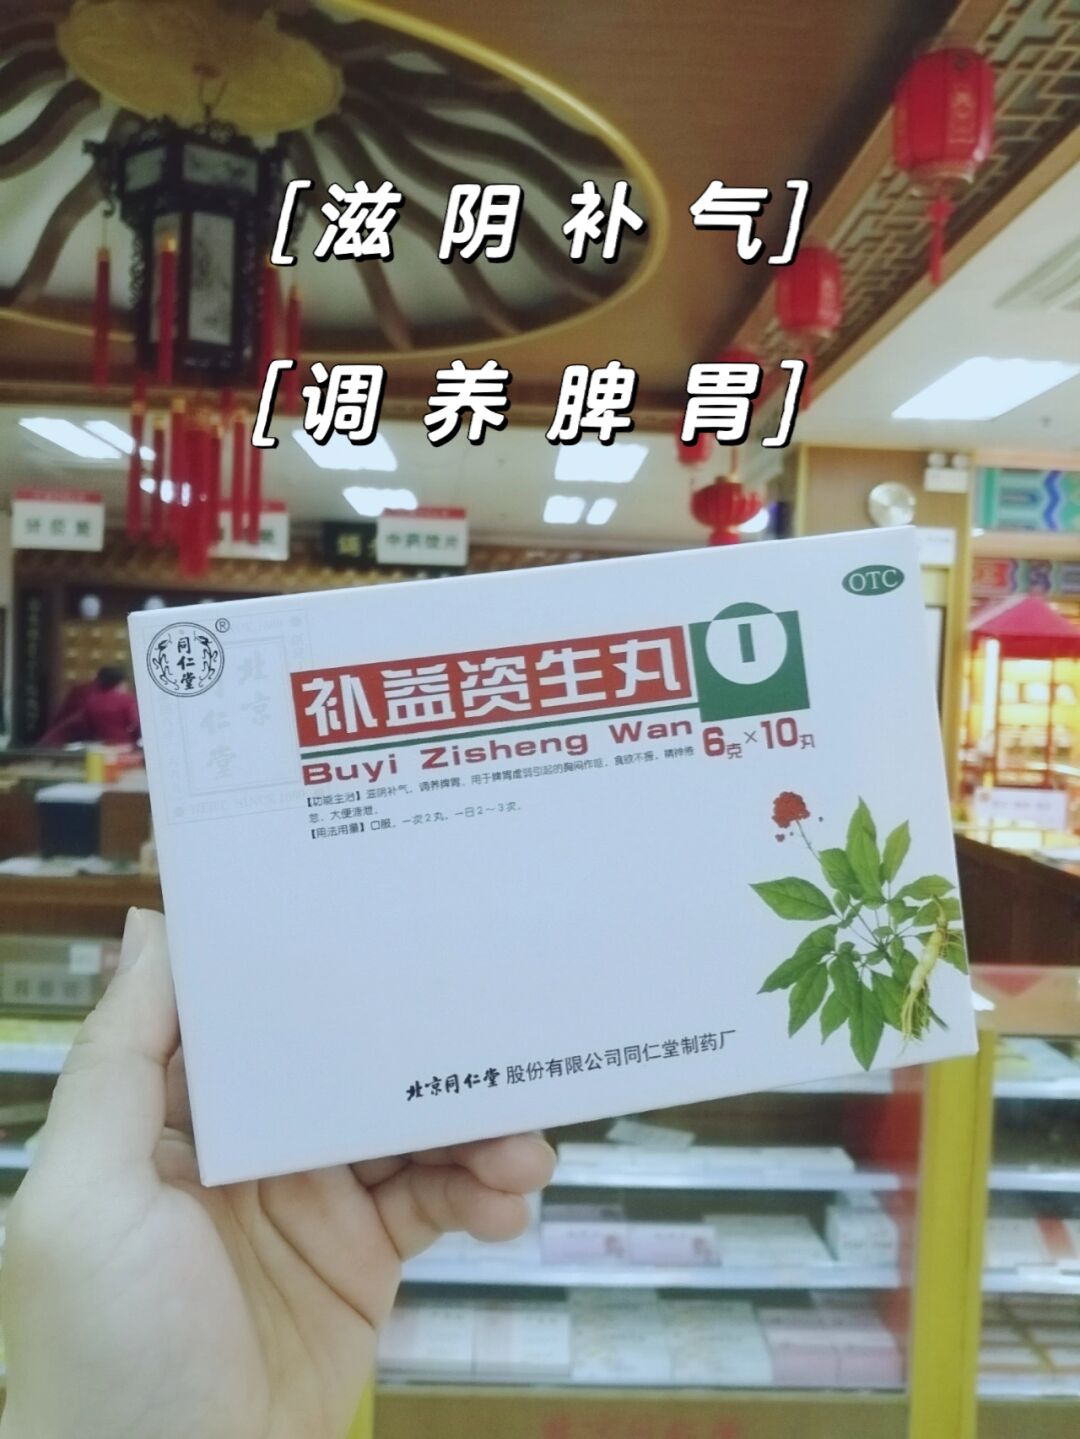 [滋阴补气]
[调养脾胃]
中药饮片
OTC
同仁堂
®
北京
仁堂
补益资生丸
Buyi Zisheng Wan
6克×10丸
【功能主治】滋阴补气,调养脾胃。用于脾胃虚弱引起的胸闷作呕,食欲不振,精神倦
怠,大便溏泄。
【用法用量】口服。一次2丸,一日2～3次。
北京同仁堂股份有限公司同仁堂制药厂